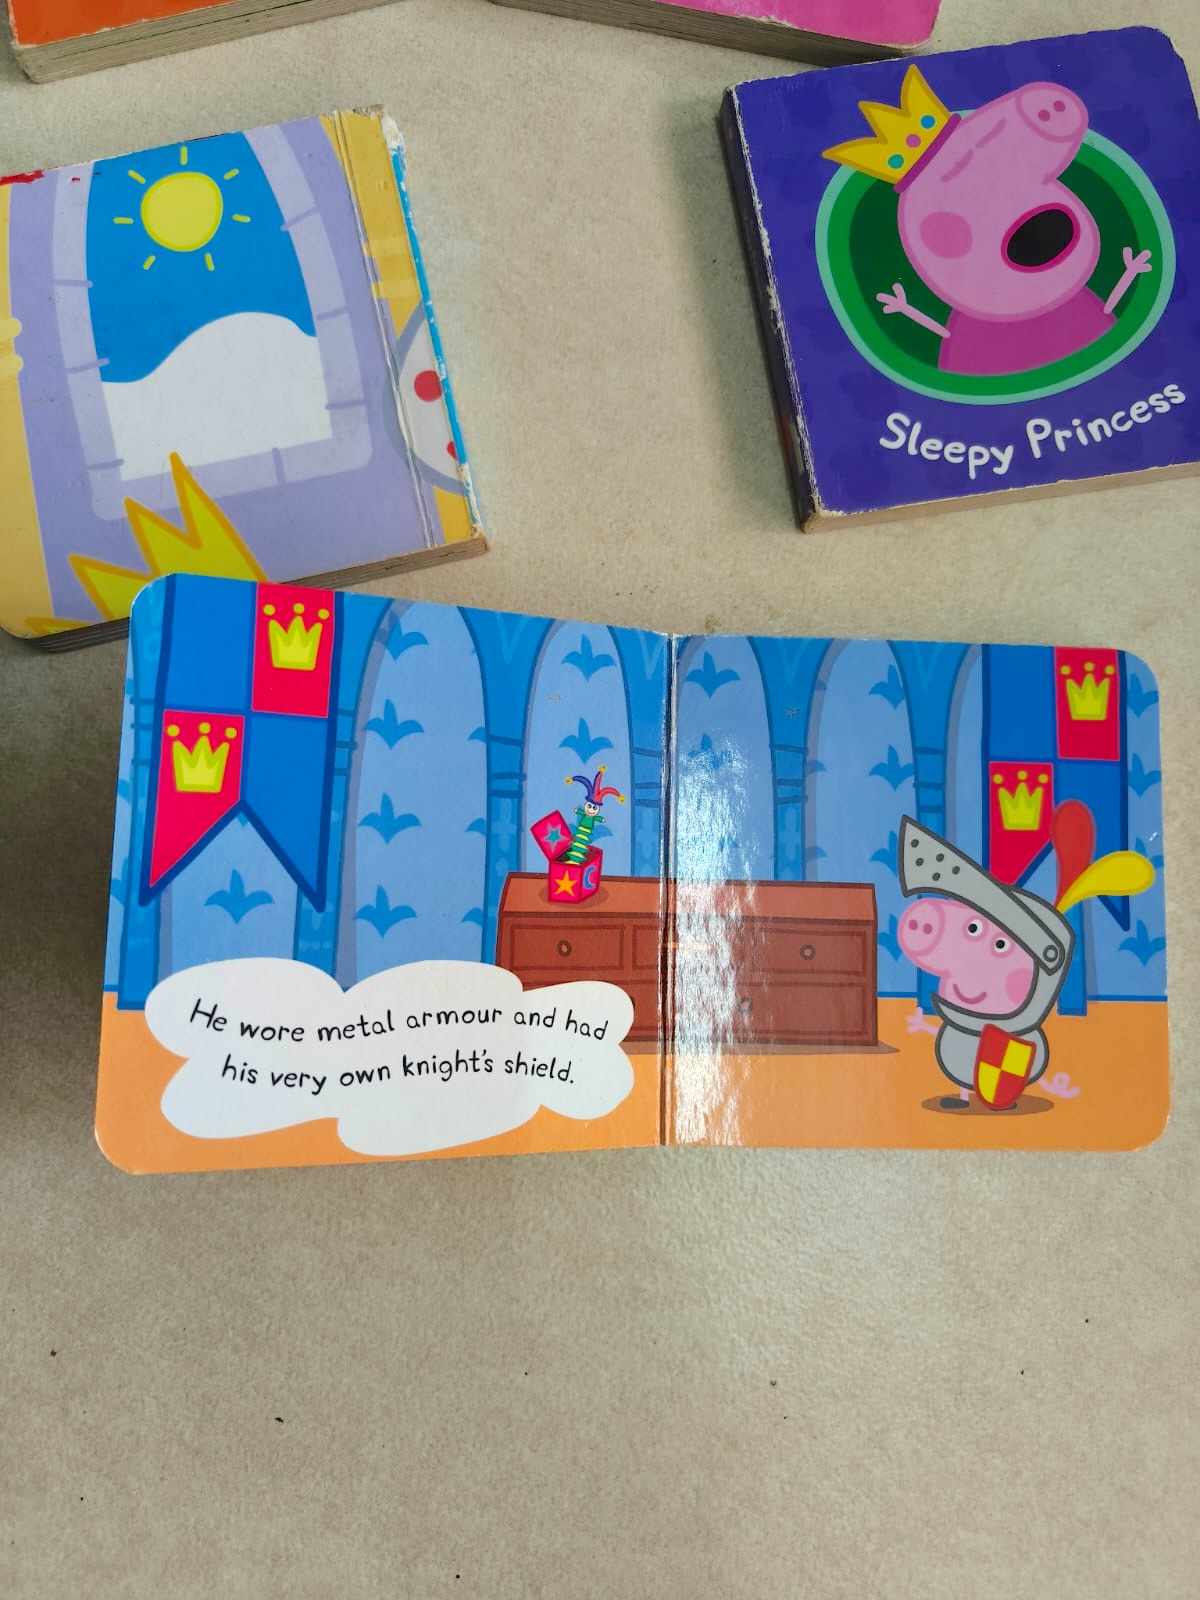 Sleepy Princess
He wore metal armour and had
his very own knight's shield.